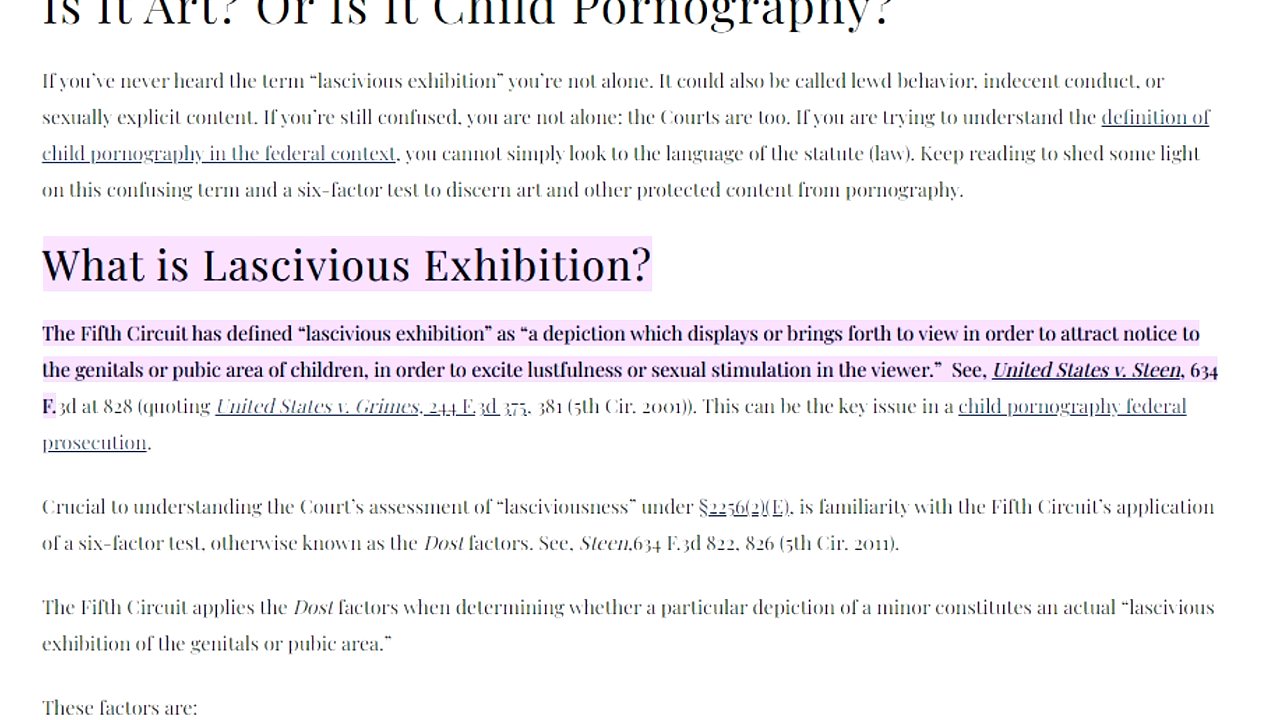 Is It Art? Or Is It Child Pornography?
If you've never heard the term “lascivious exhibition” you're not alone. It could also be called lewd behavior, indecent conduct, or
sexually explicit content. If you're still confused, you are not alone: the Courts are too. If you are trying to understand the definition of
child pornography in the federal context, you cannot simply look to the language of the statute (law). Keep reading to shed some light
on this confusing term and a six-factor test to discern art and other protected content from pornography.
What is Lascivious Exhibition?
The Fifth Circuit has defined “lascivious exhibition” as “a depiction which displays or brings forth to view in order to attract notice to
the genitals or pubic area of children, in order to excite lustfulness or sexual stimulation in the viewer.”  See, United States v. Steen, 634
F.3d at 828 (quoting United States v. Grimes, 244 F.3d 375, 381 (5th Cir. 2001)). This can be the key issue in a child pornography federal
prosecution.
Crucial to understanding the Court's assessment of “lasciviousness” under §2256(2)(E), is familiarity with the Fifth Circuit's application
of a six-factor test, otherwise known as the Dost factors. See, Steen,634 F.3d 822, 826 (5th Cir. 2011).
The Fifth Circuit applies the Dost factors when determining whether a particular depiction of a minor constitutes an actual “lascivious
exhibition of the genitals or pubic area.”
These factors are: